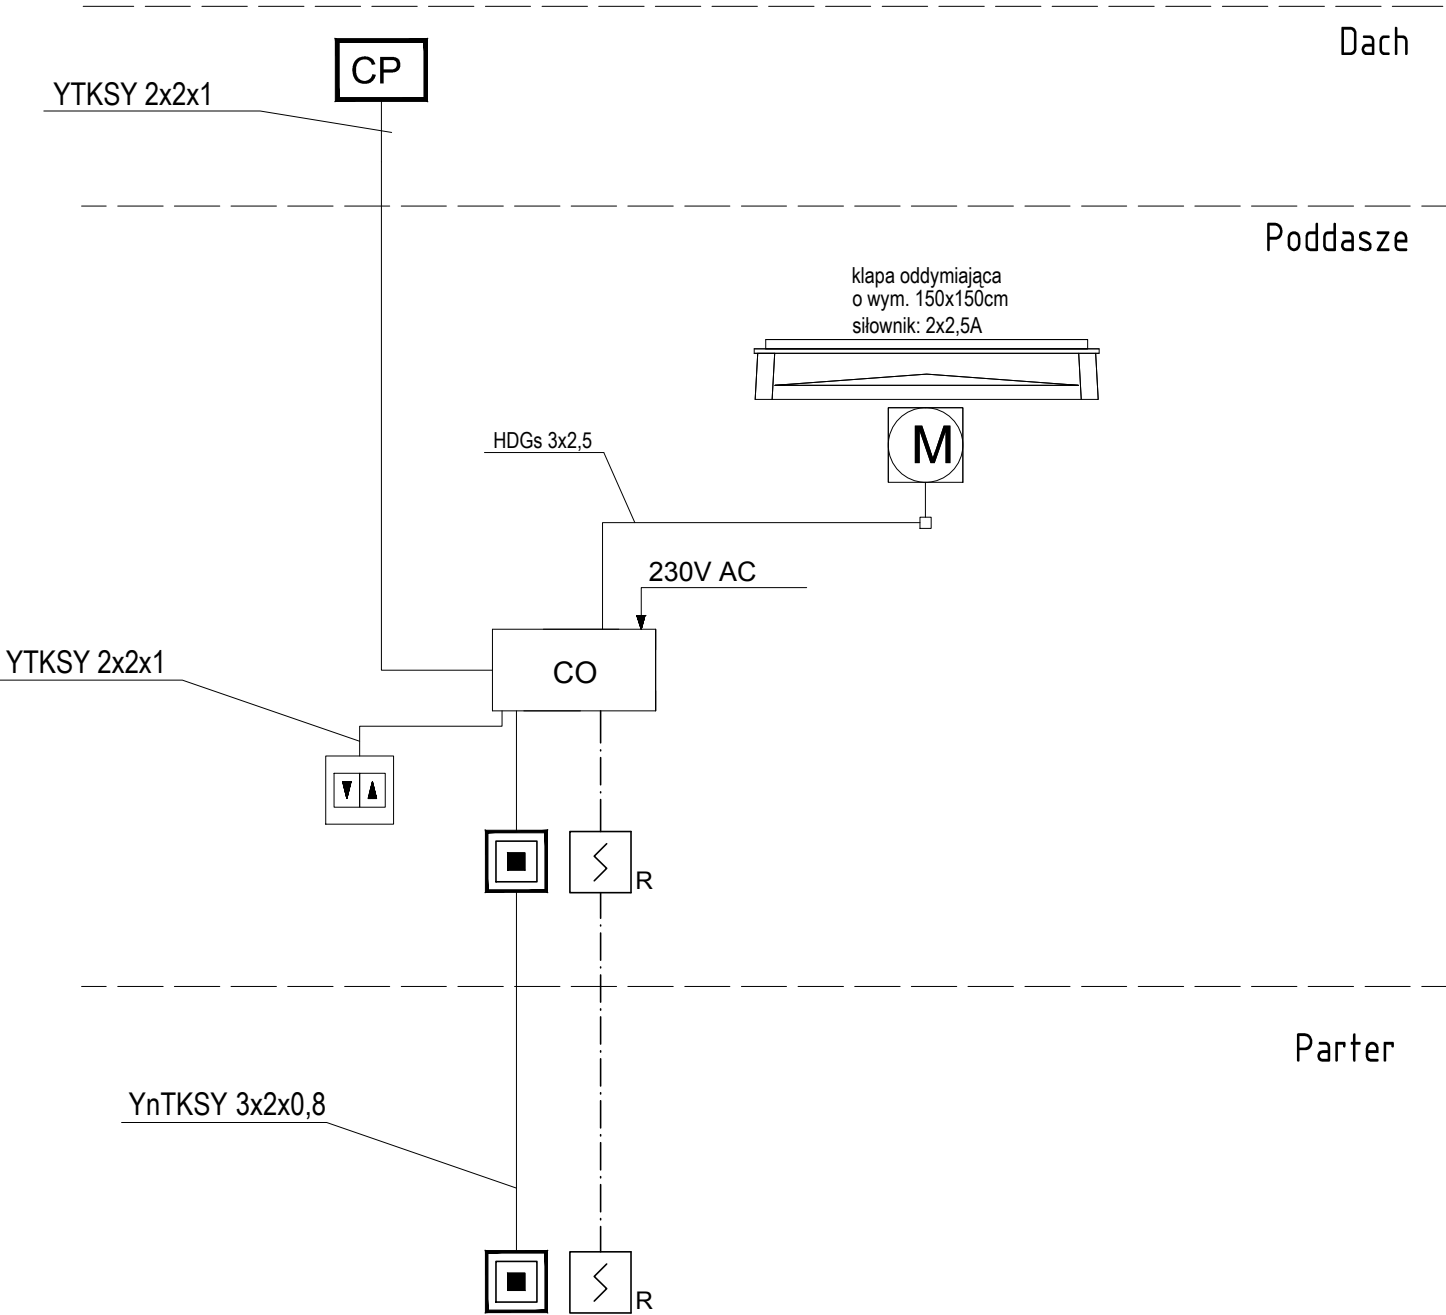 Dach
CP
YTKSY 2x2x1
Poddasze
klapa oddymiająca
o wym. 150x150cm
siłownik: 2x2,5A
HDGs 3x2,5
M
230V AC
YTKSY 2x2x1
CO
R
Parter
YnTKSY 3x2x0,8
R